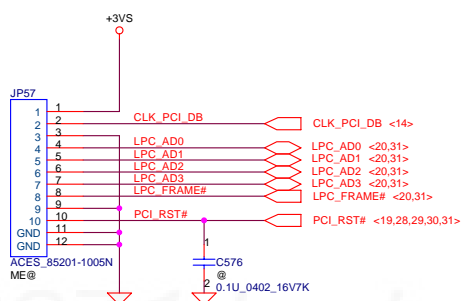 +3VS
JP57
1 1
2 2 CLK_PCI_DB CLK_PCI_DB <14>
3 3
4 4 LPC_AD0 LPC_AD0 <20,31>
5 5 LPC_AD1 LPC_AD1 <20,31>
6 6 LPC_AD2 LPC_AD2 <20,31>
7 7 LPC_AD3 LPC_AD3 <20,31>
8 8 LPC_FRAME# LPC_FRAME# <20,31>
9 9
10 10 PCI_RST# PCI_RST# <19,28,29,30,31>
GND 11
GND 12
ACES_85201-1005N
ME@
1
C576
@
2 0.1U_0402_16V7K